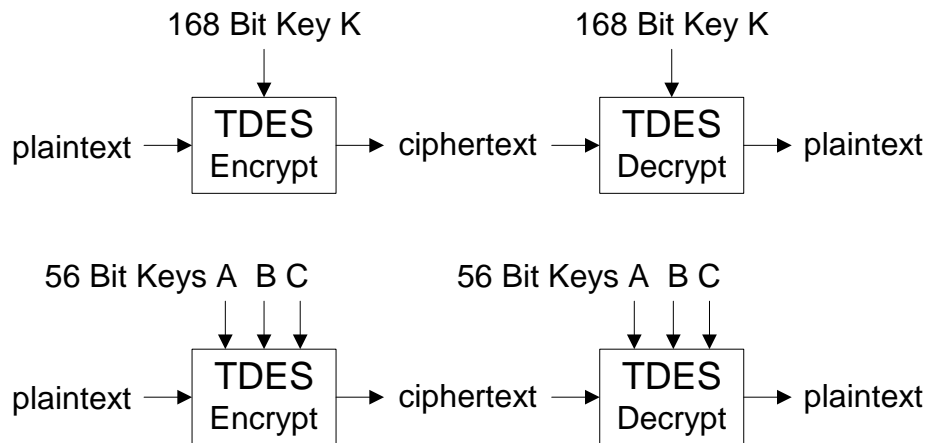 168 Bit Key K 168 Bit Key K
TDES TDES
plaintext Encrypt ciphertext Decrypt plaintext
56 Bit Keys A B C 56 Bit Keys A B C
TDES TDES
plaintext Encrypt ciphertext Decrypt plaintext